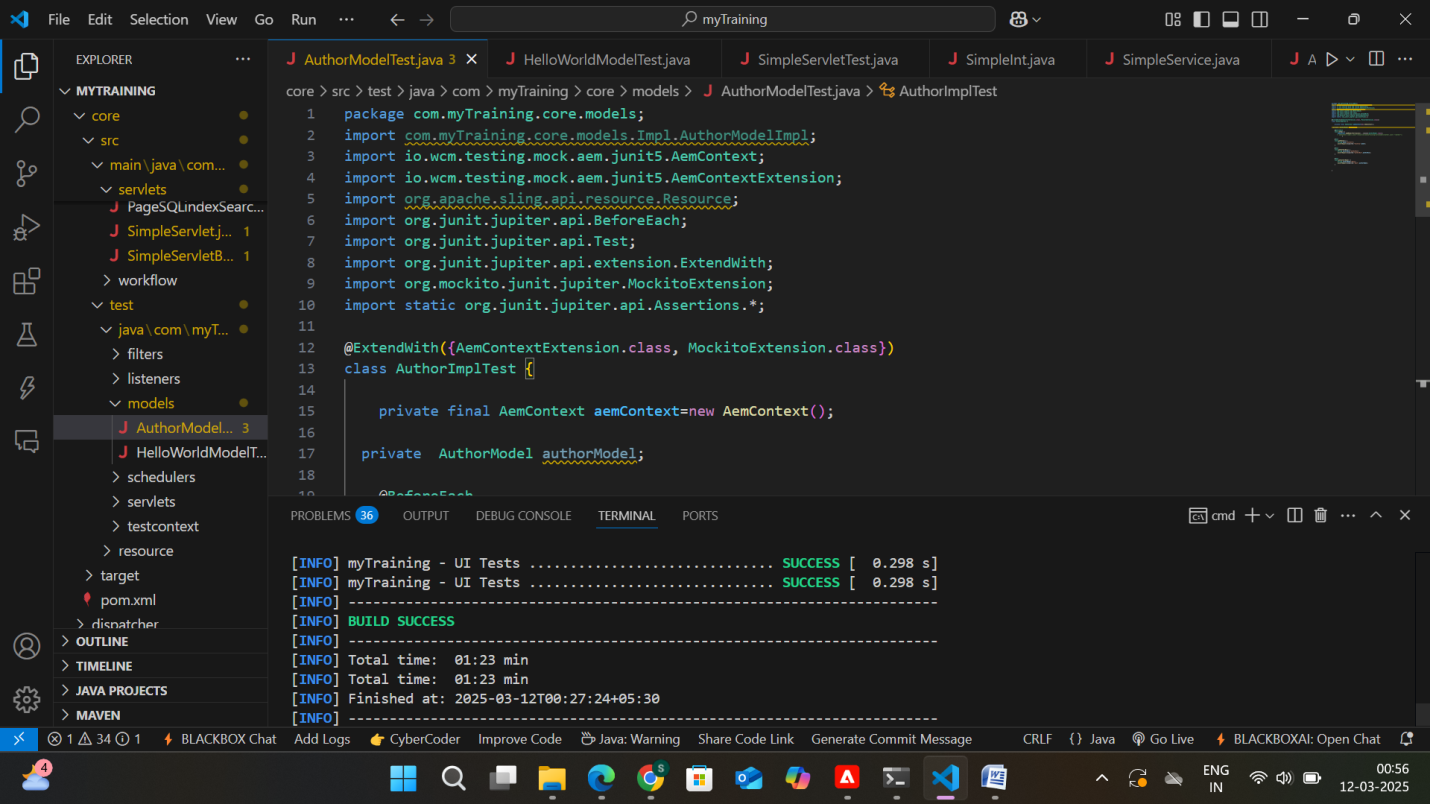 File Edit Selection View Go Run ··· myTraining
EXPLORER ···
AuthorModelTest.java 3
HelloWorldModelTest.java
SimpleServletTest.java
SimpleInt.java
SimpleService.java
A
MYTRAINING
core
src
main\java\com...
servlets
PageSQLindexSearc...
SimpleServlet.j... 1
SimpleServletB... 1
workflow
test
java\com\myT...
filters
listeners
models
AuthorModel... 3
HelloWorldModelT...
schedulers
servlets
testcontext
resource
target
pom.xml
dispatcher
OUTLINE
TIMELINE
JAVA PROJECTS
MAVEN
core > src > test > java > com > myTraining > core > models > AuthorModelTest.java > AuthorImplTest
1 package com.myTraining.core.models;
2 import com.myTraining.core.models.Impl.AuthorModelImpl;
3 import io.wcm.testing.mock.aem.junit5.AemContext;
4 import io.wcm.testing.mock.aem.junit5.AemContextExtension;
5 import org.apache.sling.api.resource.Resource;
6 import org.junit.jupiter.api.BeforeEach;
7 import org.junit.jupiter.api.Test;
8 import org.junit.jupiter.api.extension.ExtendWith;
9 import org.mockito.junit.jupiter.MockitoExtension;
10 import static org.junit.jupiter.api.Assertions.*;
11
12 @ExtendWith({AemContextExtension.class, MockitoExtension.class})
13 class AuthorImplTest {
14
15 private final AemContext aemContext=new AemContext();
16
17 private AuthorModel authorModel;
18
19 @BeforeEach
PROBLEMS 36 OUTPUT DEBUG CONSOLE TERMINAL PORTS cmd
[INFO] myTraining - UI Tests .............................. SUCCESS [  0.298 s]
[INFO] myTraining - UI Tests .............................. SUCCESS [  0.298 s]
[INFO] ------------------------------------------------------------------------
[INFO] BUILD SUCCESS
[INFO] ------------------------------------------------------------------------
[INFO] Total time:  01:23 min
[INFO] Total time:  01:23 min
[INFO] Finished at: 2025-03-12T00:27:24+05:30
[INFO] ------------------------------------------------------------------------
1 34 1 BLACKBOX Chat Add Logs CyberCoder Improve Code Java: Warning Share Code Link Generate Commit Message CRLF {} Java Go Live BLACKBOXAI: Open Chat
4
S
ENG
IN
00:56
12-03-2025